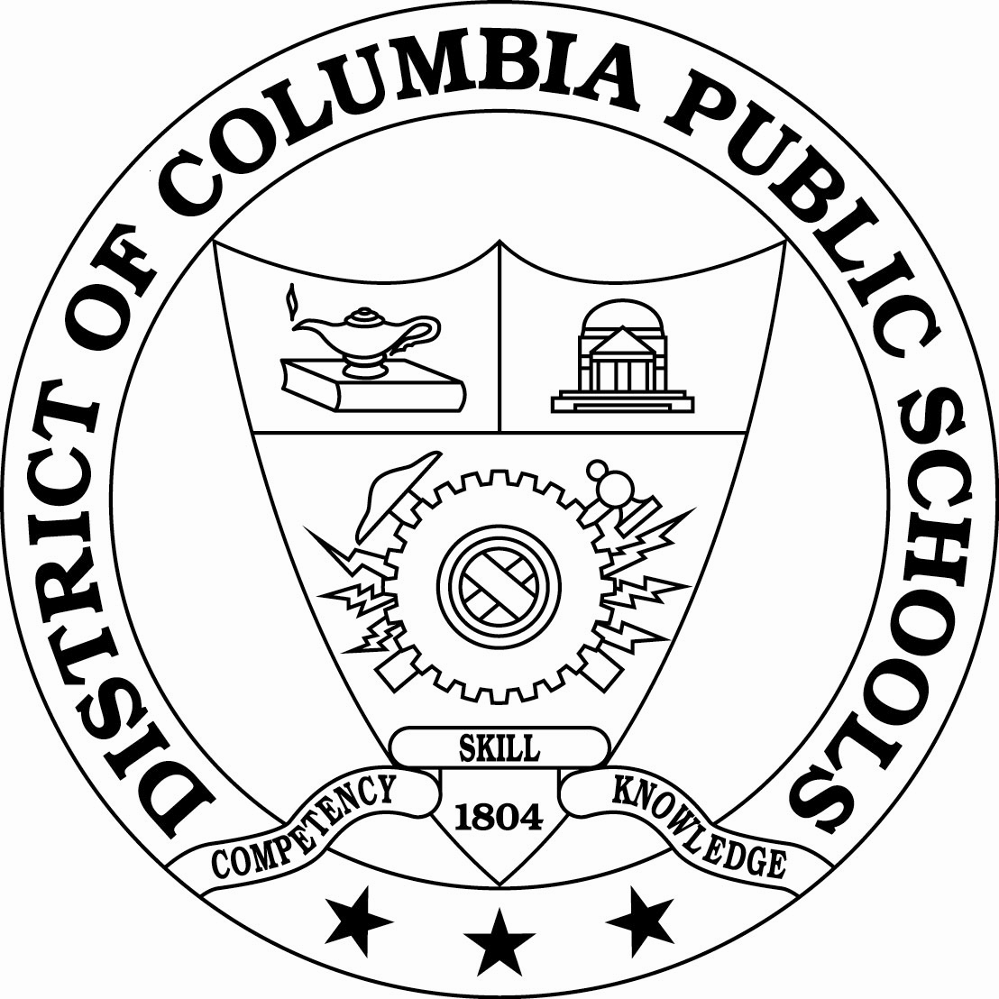 DISTRICT OF COLUMBIA PUBLIC SCHOOLS
SKILL
COMPETENCY
KNOWLEDGE
1804